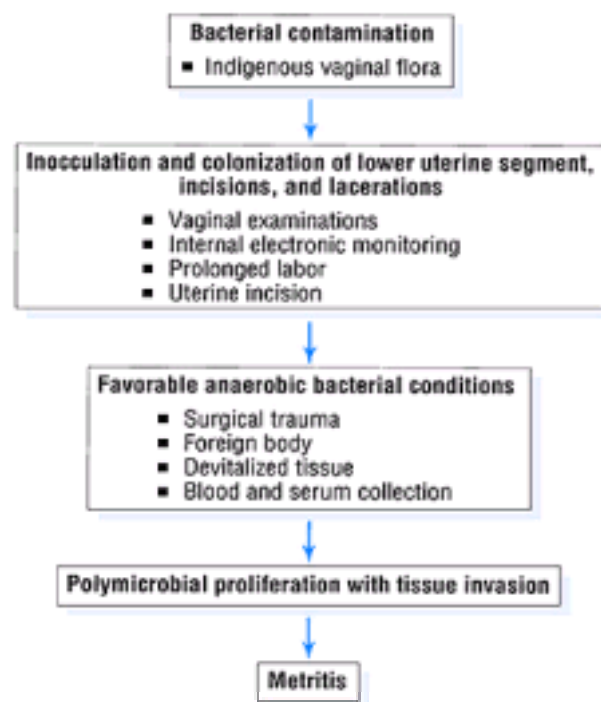 Bacterial contamination
▪ Indigenous vaginal flora
Inocculation and colonization of lower uterine segment,
incisions, and lacerations
▪ Vaginal examinations
▪ Internal electronic monitoring
▪ Prolonged labor
▪ Uterine incision
Favorable anaerobic bacterial conditions
▪ Surgical trauma
▪ Foreign body
▪ Devitalized tissue
▪ Blood and serum collection
Polymicrobial proliferation with tissue invasion
Metritis